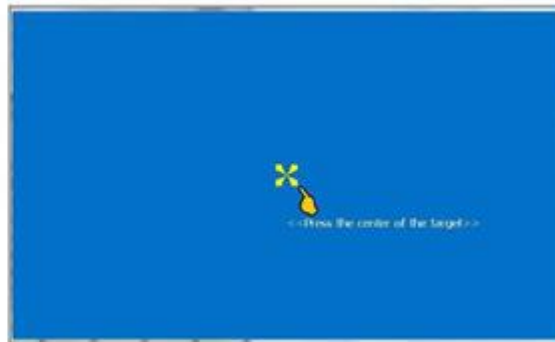 <<Press the center of the target>>